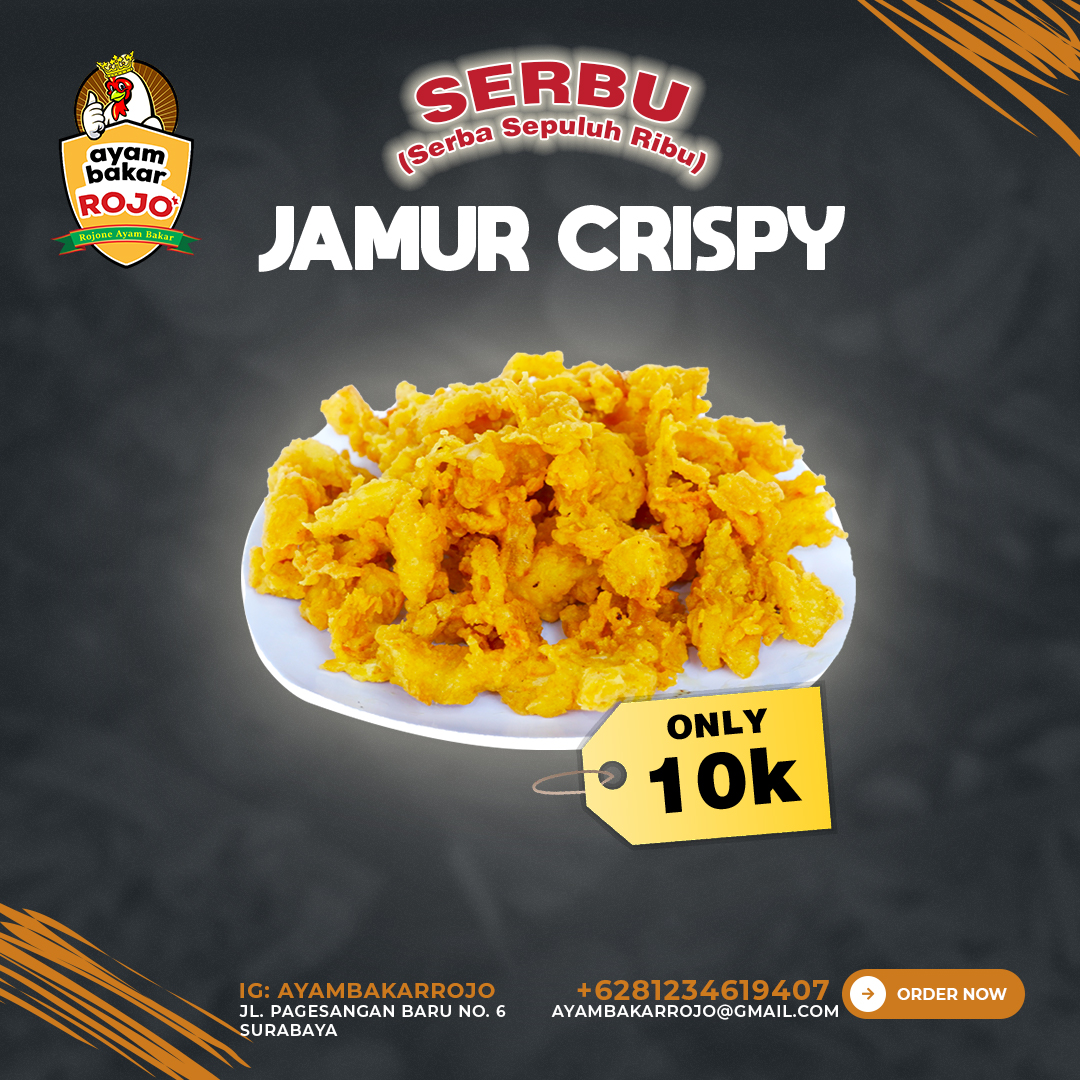 ayam
bakar
ROJO
Rojone Ayam Bakar
SERBU
(Serba Sepuluh Ribu)
JAMUR CRISPY
ONLY
10k
IG: AYAMBAKARROJO
JL. PAGESANGAN BARU NO. 6
SURABAYA
+6281234619407
AYAMBAKARROJO@GMAIL.COM
ORDER NOW